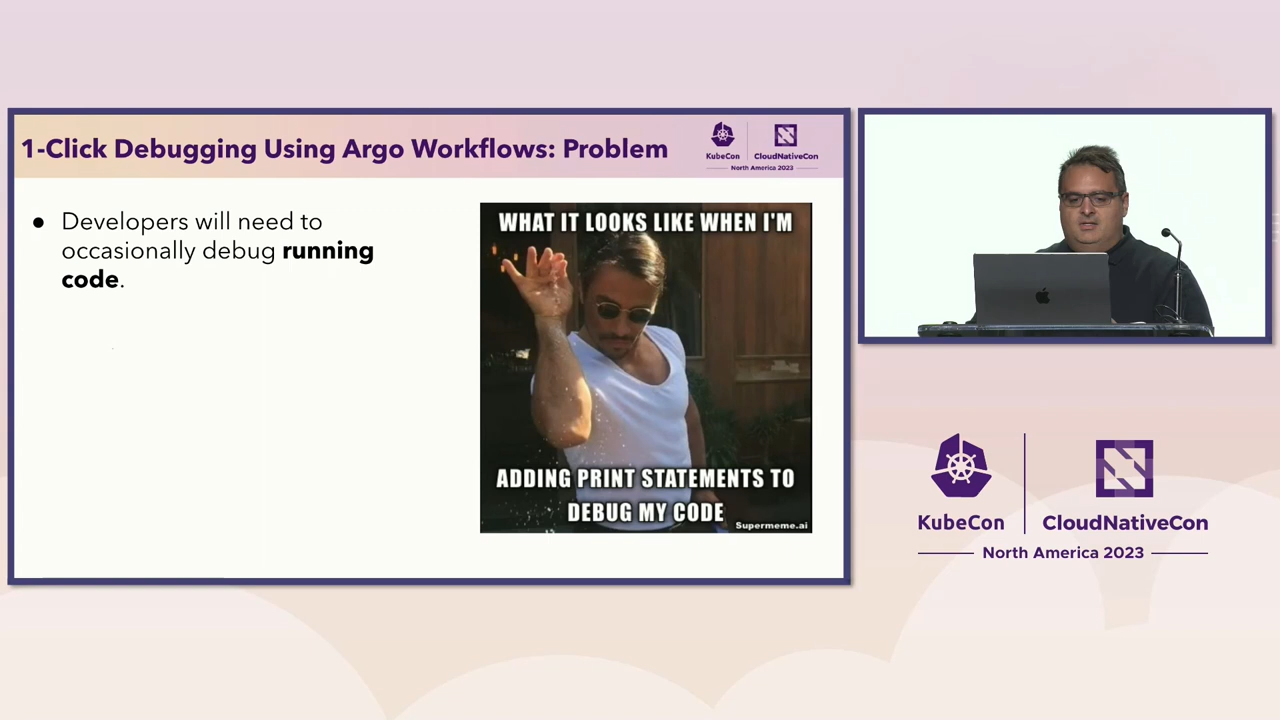 1-Click Debugging Using Argo Workflows: Problem
KubeCon
CloudNativeCon
North America 2023
● Developers will need to
occasionally debug running
code.
WHAT IT LOOKS LIKE WHEN I'M
ADDING PRINT STATEMENTS TO
DEBUG MY CODE
Supermeme.ai
KubeCon
CloudNativeCon
North America 2023